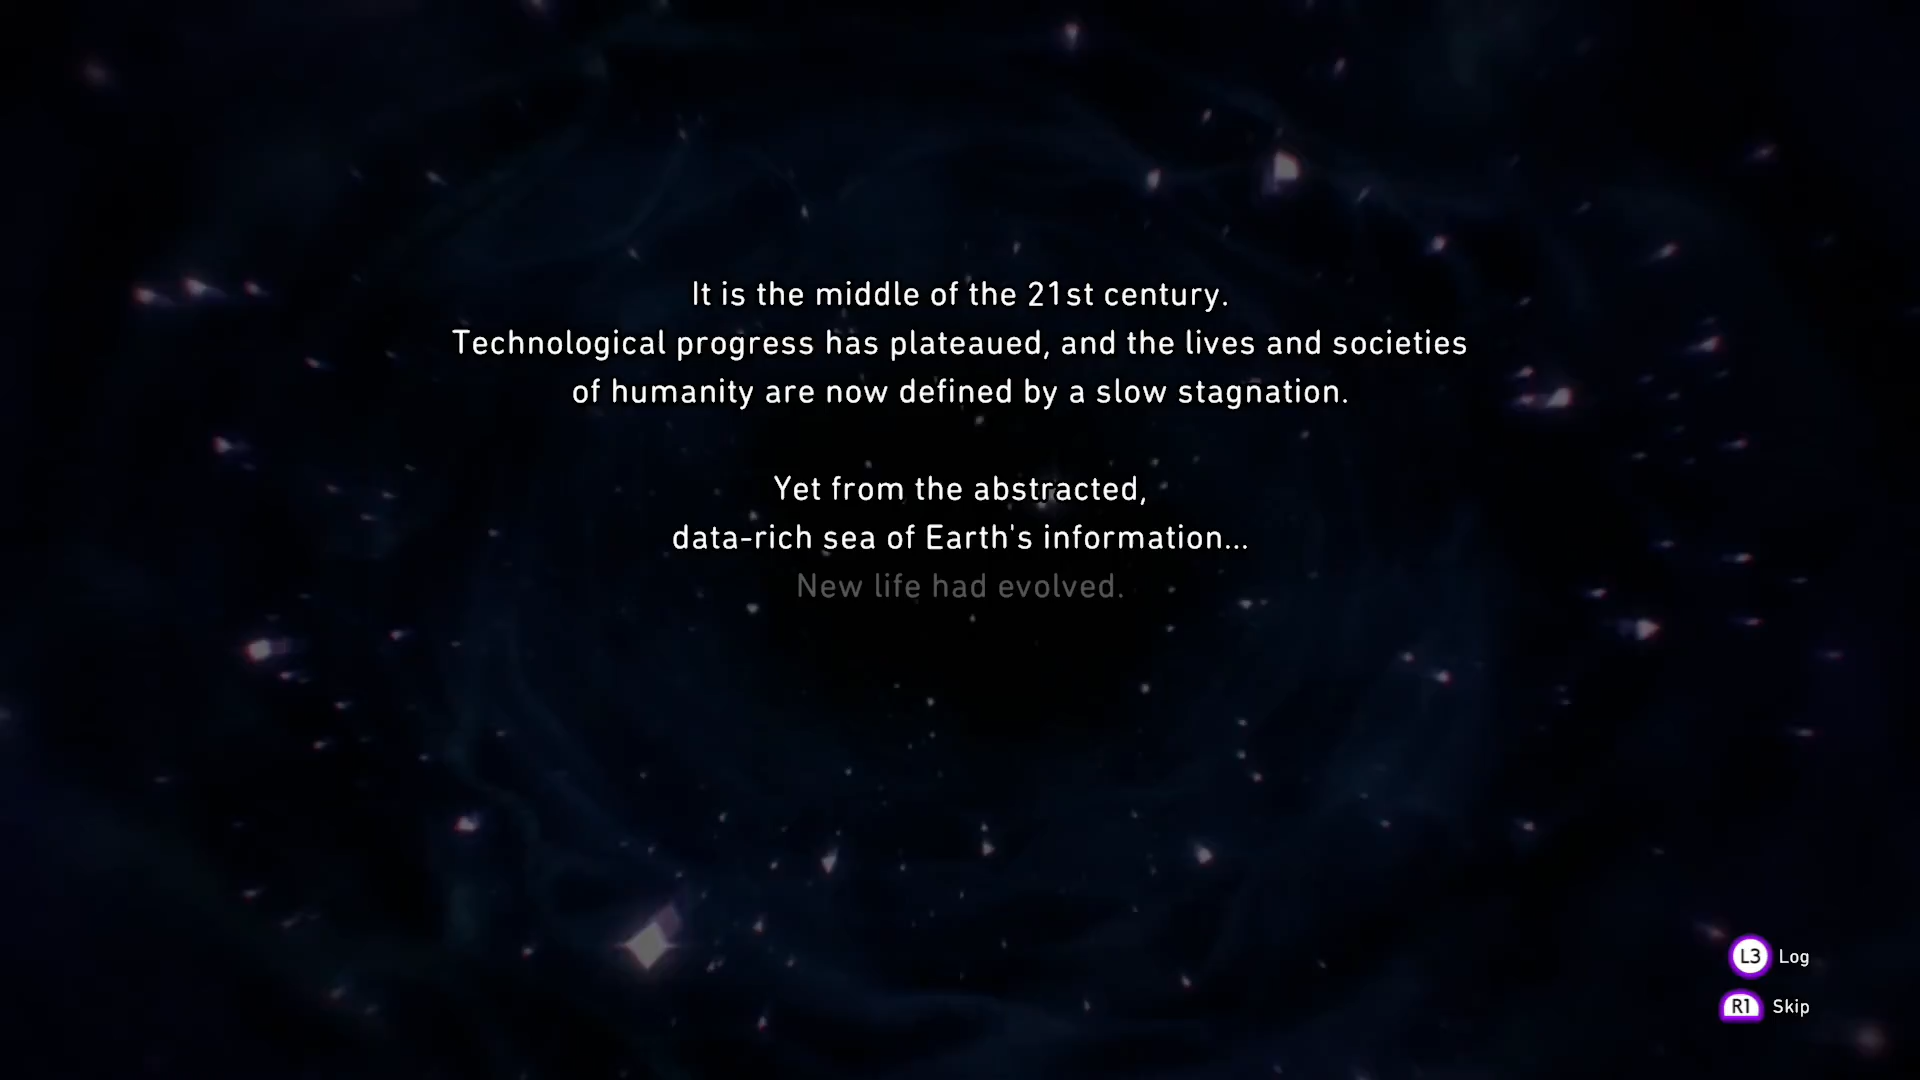 It is the middle of the 21st century.
Technological progress has plateaued, and the lives and societies
of humanity are now defined by a slow stagnation.
Yet from the abstracted,
data-rich sea of Earth's information...
New life had evolved.
L3 Log
R1 Skip